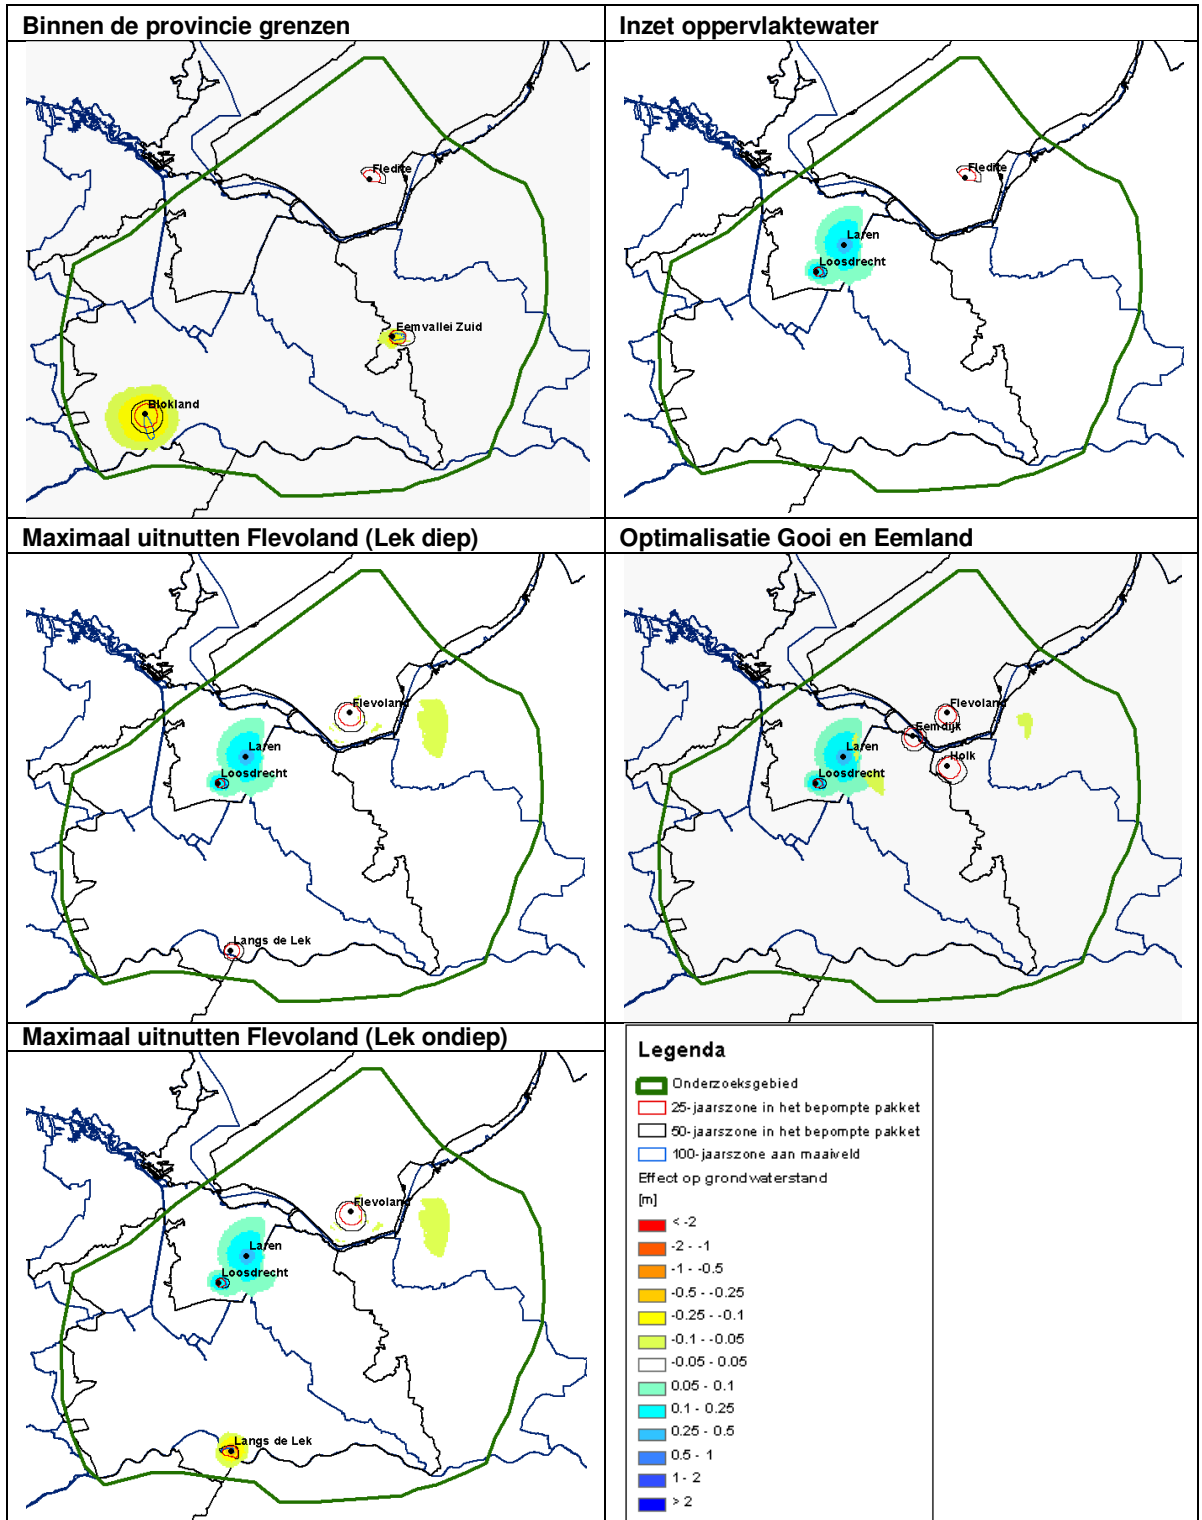 Binnen de provincie grenzen
Inzet oppervlaktewater
Fledite
Eemvallei Zuid
Blokland
Fledite
Laren
Loosdrecht
Maximaal uitnutten Flevoland (Lek diep)
Optimalisatie Gooi en Eemland
Flevoland
Laren
Loosdrecht
Langs de Lek
Flevoland
Eemdijk
Laren
Holk
Loosdrecht
Maximaal uitnutten Flevoland (Lek ondiep)
Flevoland
Laren
Loosdrecht
Langs de Lek
Legenda
Onderzoeksgebied
25-jaarszone in het bepompte pakket
50-jaarszone in het bepompte pakket
100-jaarszone aan maaiveld
Effect op grondwaterstand
[m]
< -2
-2 - -1
-1 - -0.5
-0.5 - -0.25
-0.25 - -0.1
-0.1 - -0.05
-0.05 - 0.05
0.05 - 0.1
0.1 - 0.25
0.25 - 0.5
0.5 - 1
1 - 2
> 2